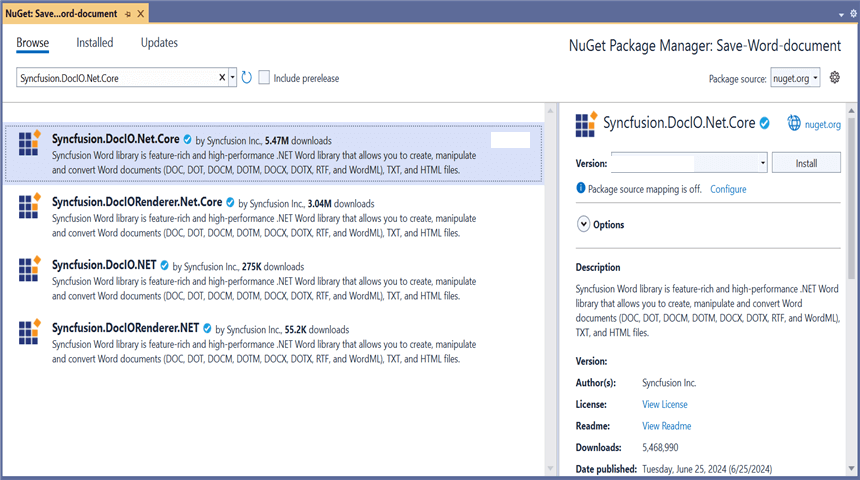 NuGet: Save...ord-document
Browse
Installed
Updates
NuGet Package Manager: Save-Word-document
Syncfusion.DocIO.Net.Core
Include prerelease
Package source:
nuget.org
Syncfusion.DocIO.Net.Core by Syncfusion Inc., 5.47M downloads
Syncfusion Word library is feature-rich and high-performance .NET Word library that allows you to create, manipulate
and convert Word documents (DOC, DOT, DOCM, DOTM, DOCX, DOTX, RTF, and WordML), TXT, and HTML files.
Syncfusion.DocIORenderer.Net.Core by Syncfusion Inc., 3.04M downloads
Syncfusion Word library is feature-rich and high-performance .NET Word library that allows you to create, manipulate
and convert Word documents (DOC, DOT, DOCM, DOTM, DOCX, DOTX, RTF, and WordML), TXT, and HTML files.
Syncfusion.DocIO.NET by Syncfusion Inc., 275K downloads
Syncfusion Word library is feature-rich and high-performance .NET Word library that allows you to create, manipulate
and convert Word documents (DOC, DOT, DOCM, DOTM, DOCX, DOTX, RTF, and WordML), TXT, and HTML files.
Syncfusion.DocIORenderer.NET by Syncfusion Inc., 55.2K downloads
Syncfusion Word library is feature-rich and high-performance .NET Word library that allows you to create, manipulate
and convert Word documents (DOC, DOT, DOCM, DOTM, DOCX, DOTX, RTF, and WordML), TXT, and HTML files.
Syncfusion.DocIO.Net.Core
nuget.org
Version:
Install
Package source mapping is off. Configure
Options
Description
Syncfusion Word library is feature-rich and high-performance .NET Word
library that allows you to create, manipulate and convert Word
documents (DOC, DOT, DOCM, DOTM, DOCX, DOTX, RTF, and WordML),
TXT, and HTML files.
Version:
Author(s): Syncfusion Inc.
License: View License
Readme: View Readme
Downloads: 5,468,990
Date published: Tuesday, June 25, 2024 (6/25/2024)